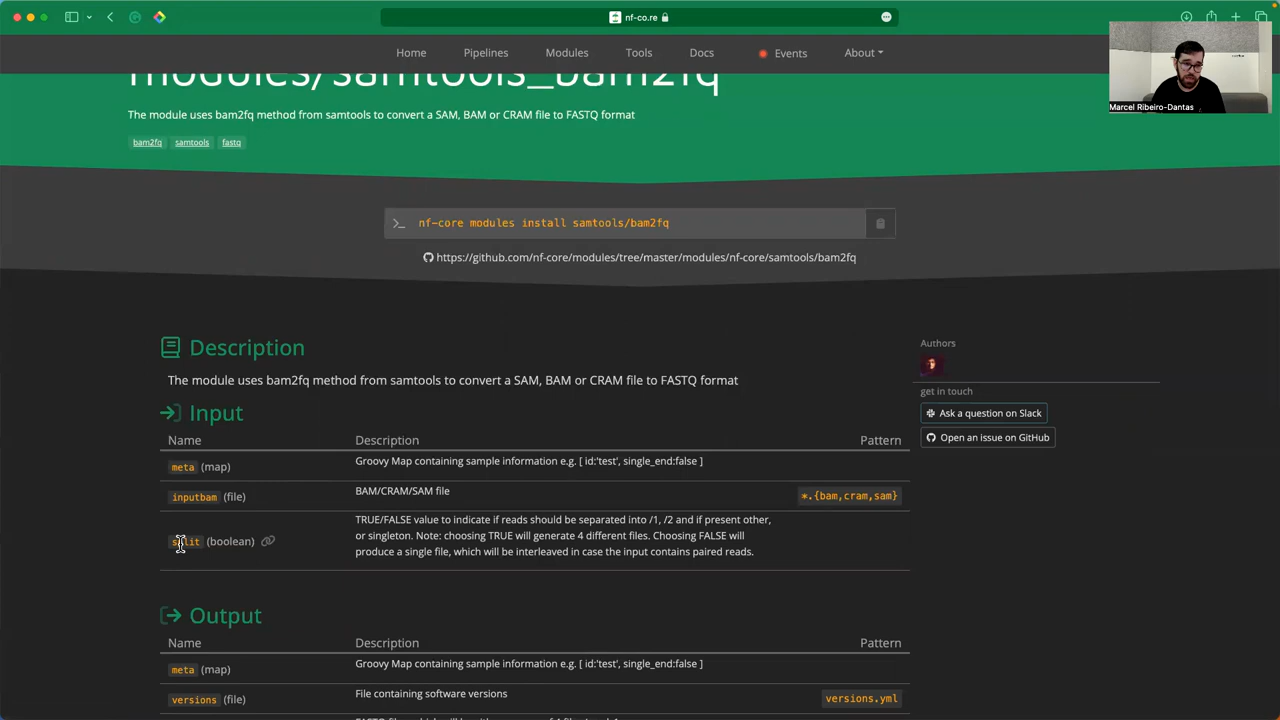 nf-co.re
Home
Pipelines
Modules
Tools
Docs
Events
About
modules/samtools_bam2fq
The module uses bam2fq method from samtools to convert a SAM, BAM or CRAM file to FASTQ format
bam2fq
samtools
fastq
Marcel Ribeiro-Dantas
>_ nf-core modules install samtools/bam2fq
https://github.com/nf-core/modules/tree/master/modules/nf-core/samtools/bam2fq
Description
The module uses bam2fq method from samtools to convert a SAM, BAM or CRAM file to FASTQ format
Input
Name Description Pattern
meta (map) Groovy Map containing sample information e.g. [ id:'test', single_end:false ]
inputbam (file) BAM/CRAM/SAM file *.{bam,cram,sam}
split (boolean) TRUE/FALSE value to indicate if reads should be separated into /1, /2 and if present other,
or singleton. Note: choosing TRUE will generate 4 different files. Choosing FALSE will
produce a single file, which will be interleaved in case the input contains paired reads.
Output
Name Description Pattern
meta (map) Groovy Map containing sample information e.g. [ id:'test', single_end:false ]
versions (file) File containing software versions versions.yml
Authors
get in touch
Ask a question on Slack
Open an issue on GitHub